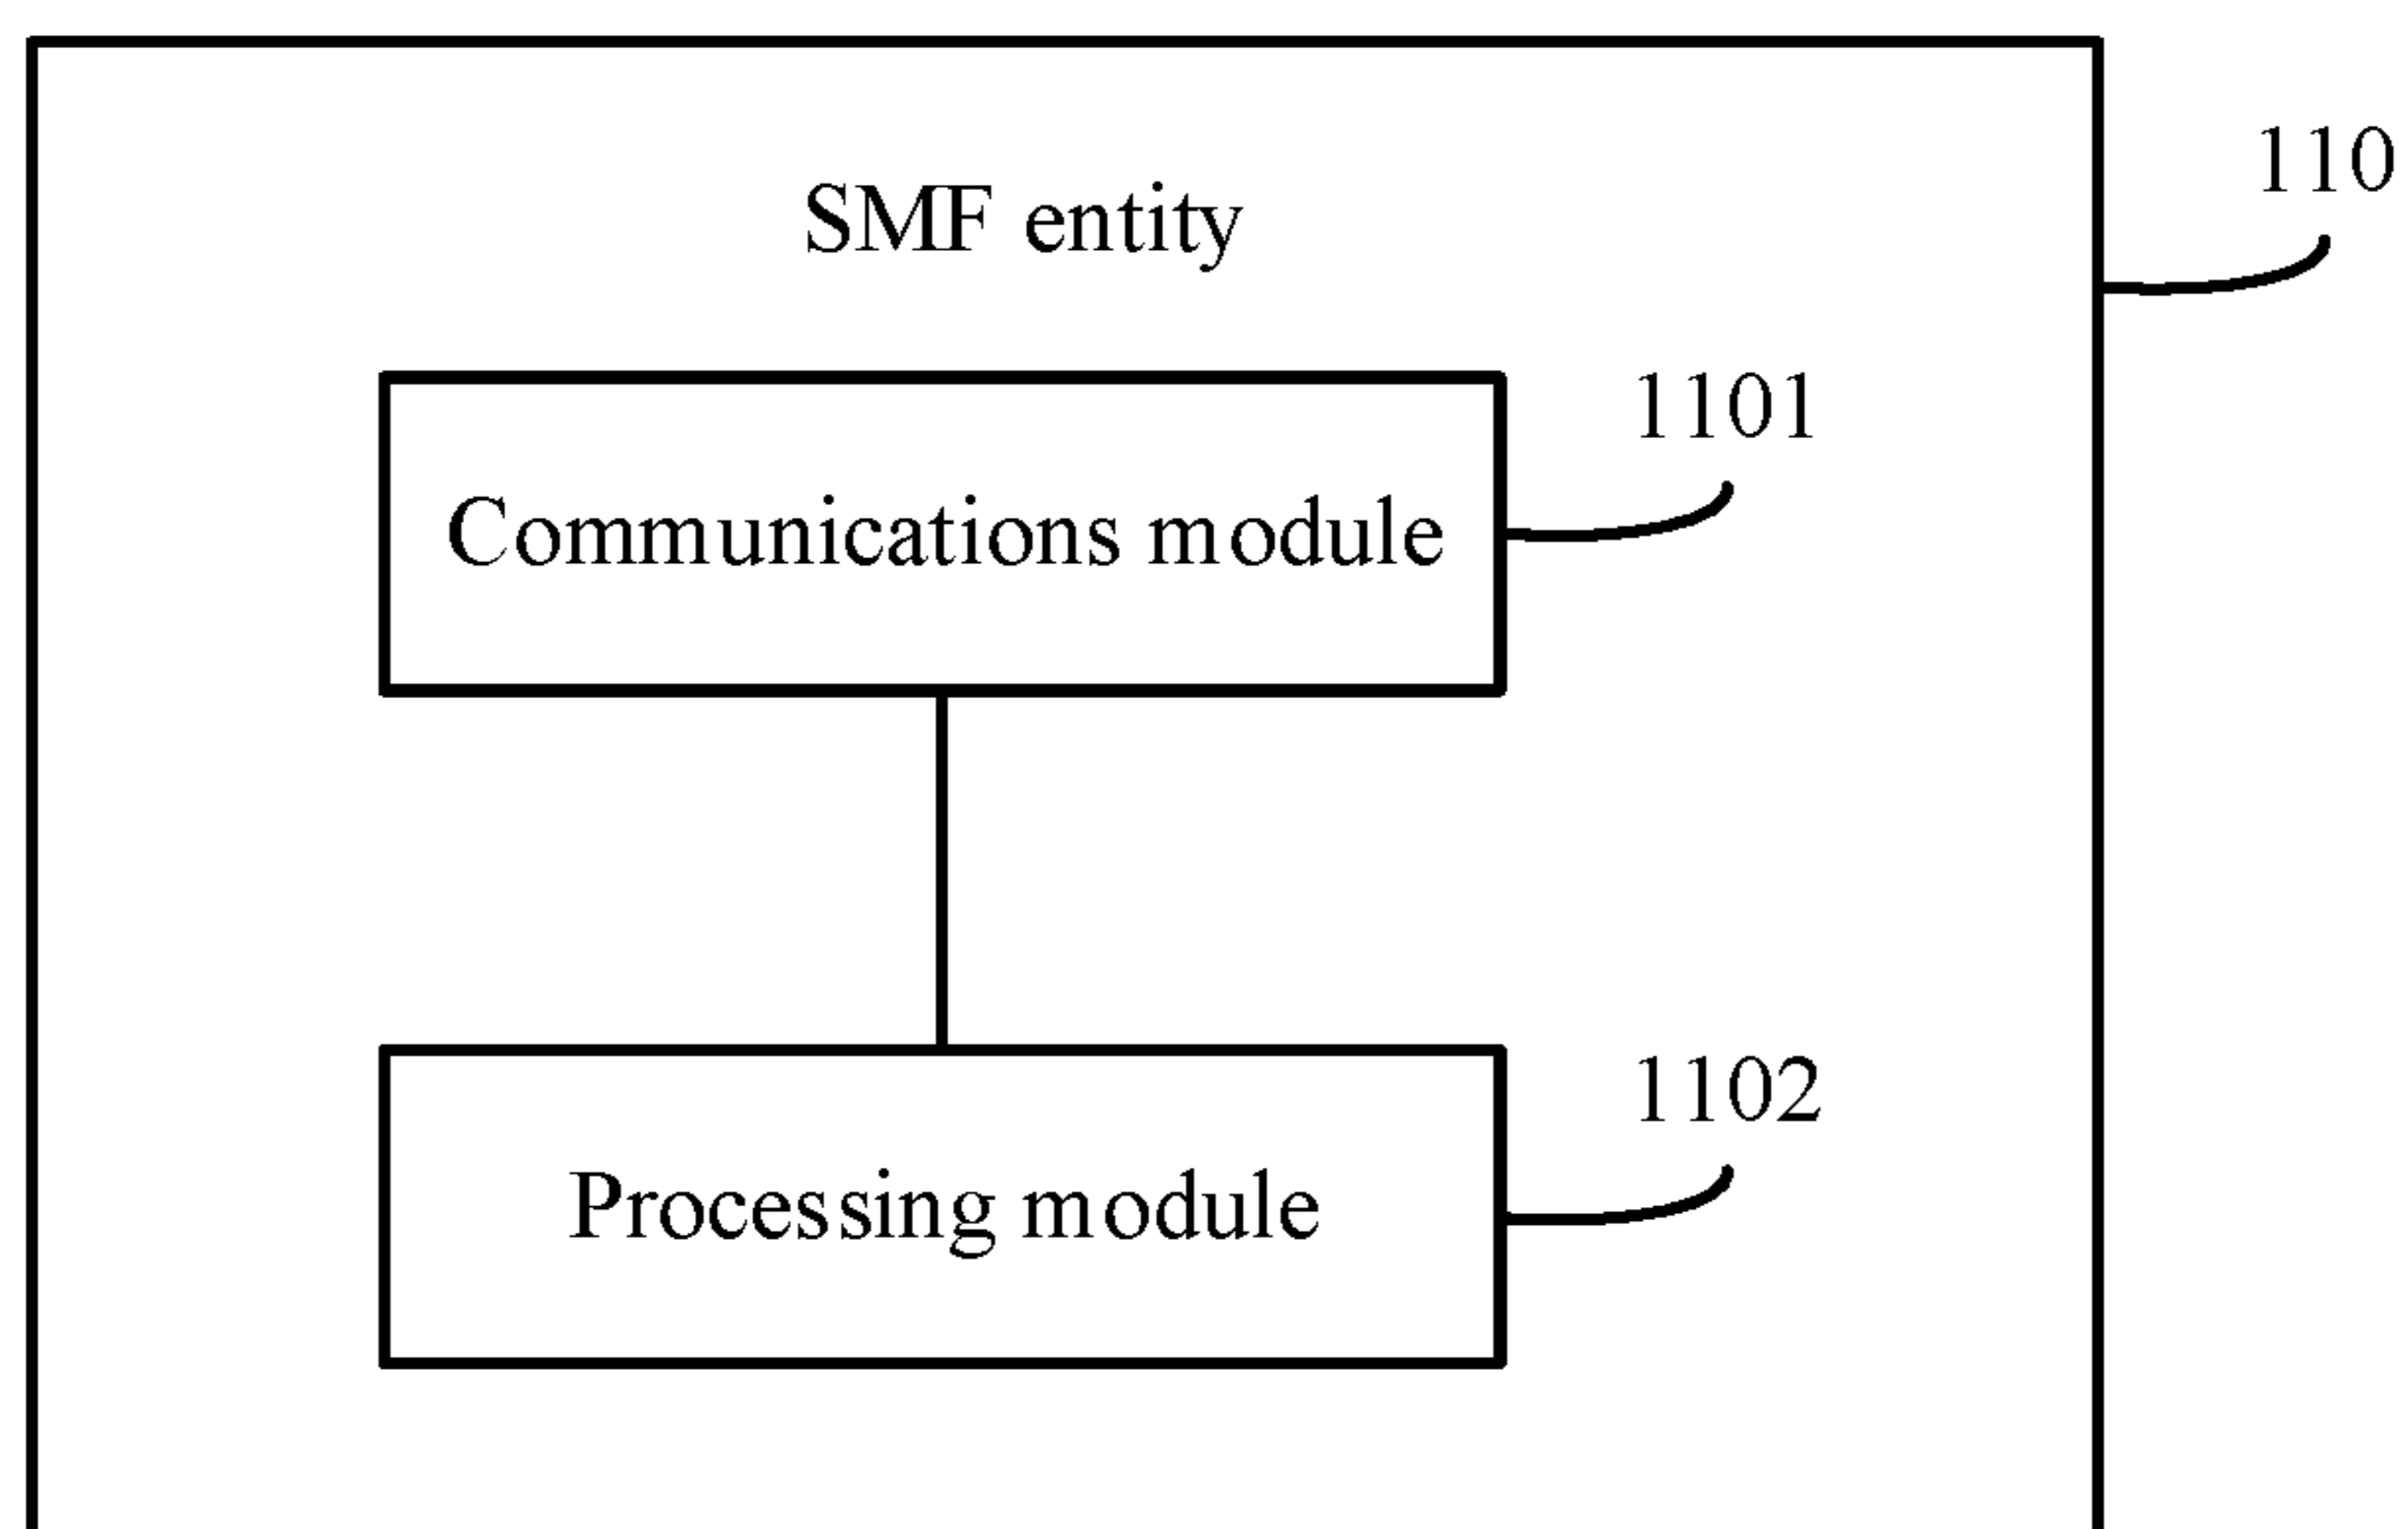 110
SMF entity
1101
Communications module
1102
Processing module